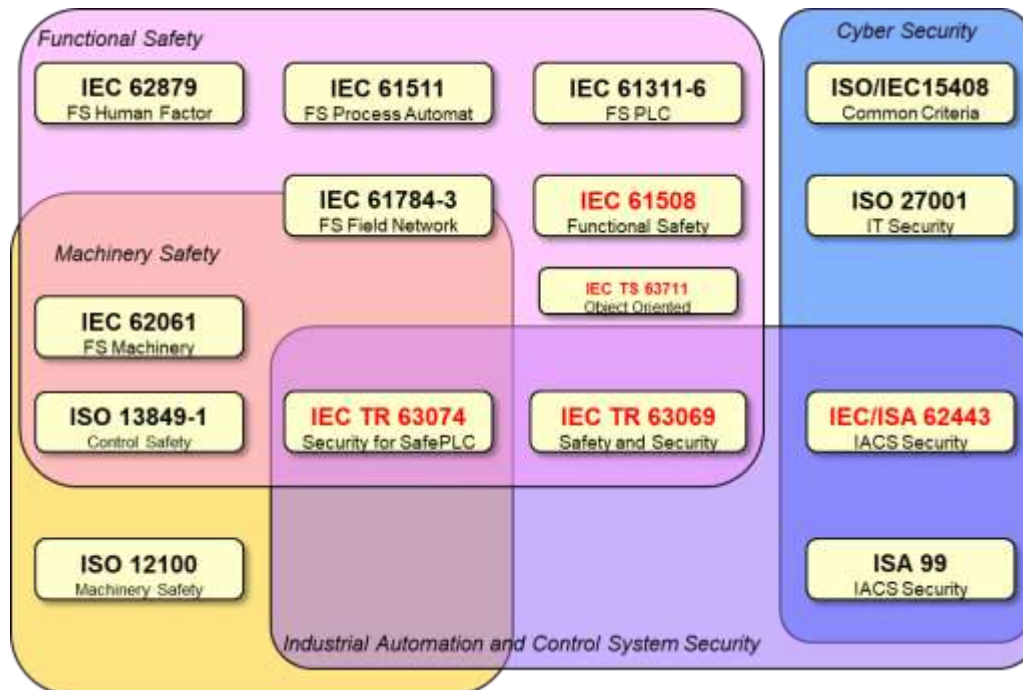 Functional Safety
Cyber Security
IEC 62879
FS Human Factor
IEC 61511
FS Process Automat
IEC 61311-6
FS PLC
ISO/IEC15408
Common Criteria
IEC 61784-3
FS Field Network
IEC 61508
Functional Safety
ISO 27001
IT Security
Machinery Safety
IEC TS 63711
Object Oriented
IEC 62061
FS Machinery
ISO 13849-1
Control Safety
IEC TR 63074
Security for SafePLC
IEC TR 63069
Safety and Security
IEC/ISA 62443
IACS Security
ISO 12100
Machinery Safety
ISA 99
IACS Security
Industrial Automation and Control System Security